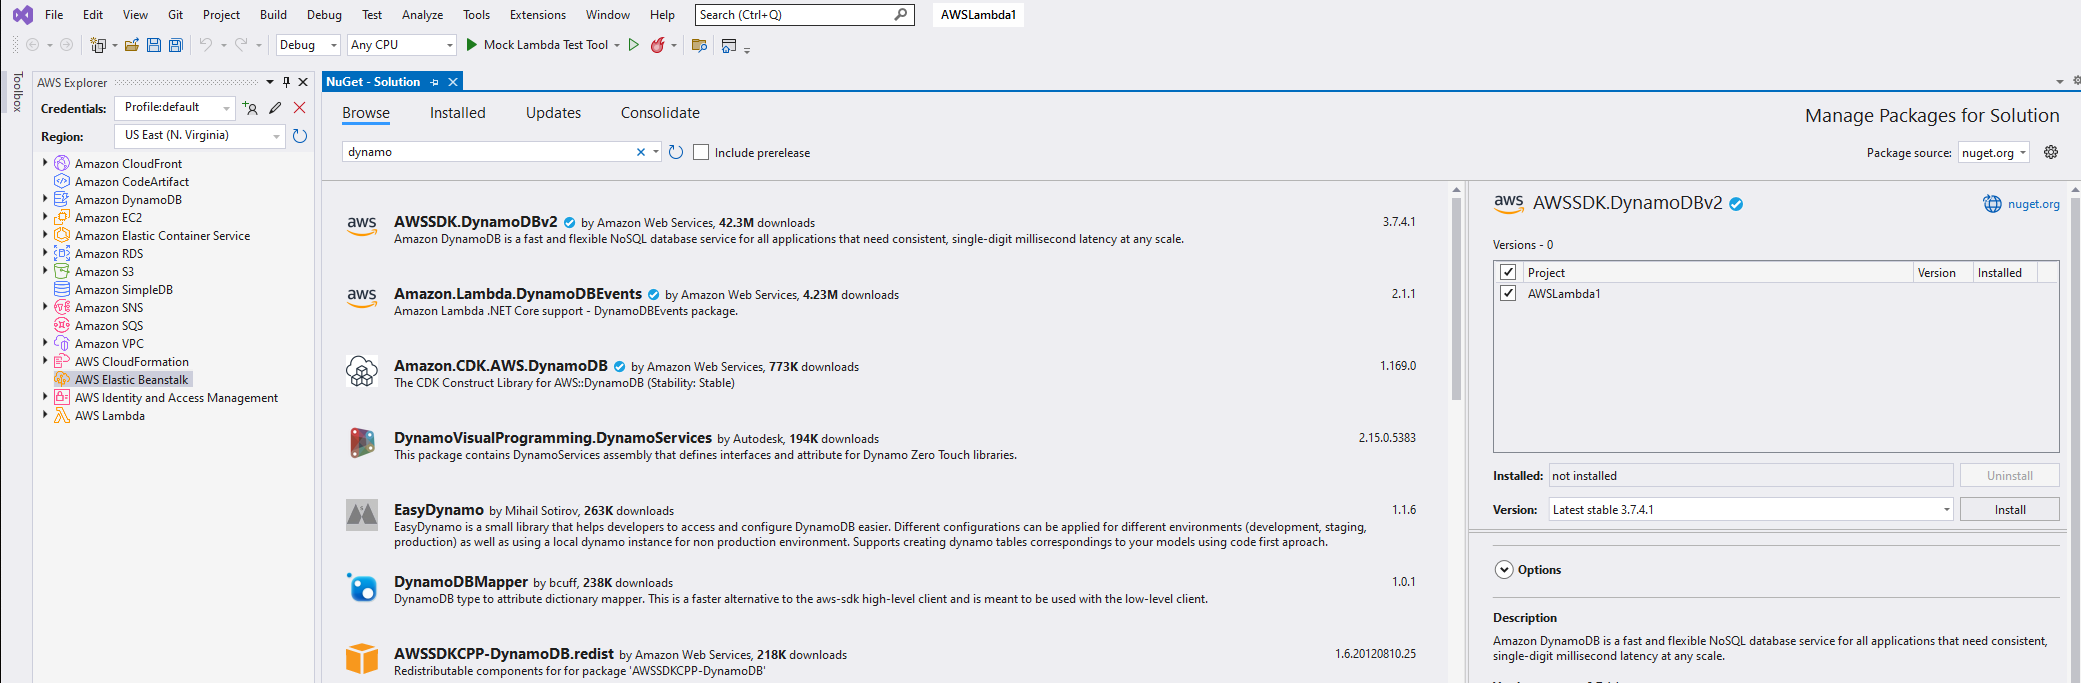 File Edit View Git Project Build Debug Test Analyze Tools Extensions Window Help Search (Ctrl+Q) AWSLambda1
Debug Any CPU Mock Lambda Test Tool
Toolbox
AWS Explorer
Credentials: Profile:default
Region: US East (N. Virginia)
Amazon CloudFront
Amazon CodeArtifact
Amazon DynamoDB
Amazon EC2
Amazon Elastic Container Service
Amazon RDS
Amazon S3
Amazon SimpleDB
Amazon SNS
Amazon SQS
Amazon VPC
AWS CloudFormation
AWS Elastic Beanstalk
AWS Identity and Access Management
AWS Lambda
NuGet - Solution
Browse Installed Updates Consolidate
Manage Packages for Solution
dynamo
Include prerelease
Package source: nuget.org
aws AWSSDK.DynamoDBv2 by Amazon Web Services, 42.3M downloads 3.7.4.1
Amazon DynamoDB is a fast and flexible NoSQL database service for all applications that need consistent, single-digit millisecond latency at any scale.
aws Amazon.Lambda.DynamoDBEvents by Amazon Web Services, 4.23M downloads 2.1.1
Amazon Lambda .NET Core support - DynamoDBEvents package.
Amazon.CDK.AWS.DynamoDB by Amazon Web Services, 773K downloads 1.169.0
The CDK Construct Library for AWS::DynamoDB (Stability: Stable)
DynamoVisualProgramming.DynamoServices by Autodesk, 194K downloads 2.15.0.5383
This package contains DynamoServices assembly that defines interfaces and attribute for Dynamo Zero Touch libraries.
EasyDynamo by Mihail Sotirov, 263K downloads 1.1.6
EasyDynamo is a small library that helps developers to access and configure DynamoDB easier. Different configurations can be applied for different environments (development, staging,
production) as well as using a local dynamo instance for non production environment. Supports creating dynamo tables correspondings to your models using code first aproach.
DynamoDBMapper by bcuff, 238K downloads 1.0.1
DynamoDB type to attribute dictionary mapper. This is a faster alternative to the aws-sdk high-level client and is meant to be used with the low-level client.
AWSSDKCPP-DynamoDB.redist by Amazon Web Services, 218K downloads 1.6.20120810.25
Redistributable components for for package 'AWSSDKCPP-DynamoDB'
aws AWSSDK.DynamoDBv2 nuget.org
Versions - 0
Project Version Installed
AWSLambda1
Installed: not installed Uninstall
Version: Latest stable 3.7.4.1 Install
Options
Description
Amazon DynamoDB is a fast and flexible NoSQL database service for all applications that need consistent,
single-digit millisecond latency at any scale.